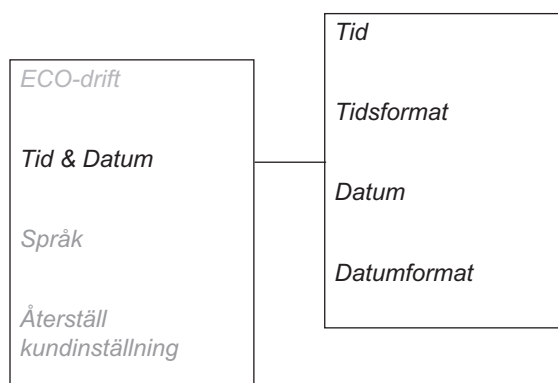 ECO-drift
Tid & Datum
Språk
Återställ
kundinställning
Tid
Tidsformat
Datum
Datumformat